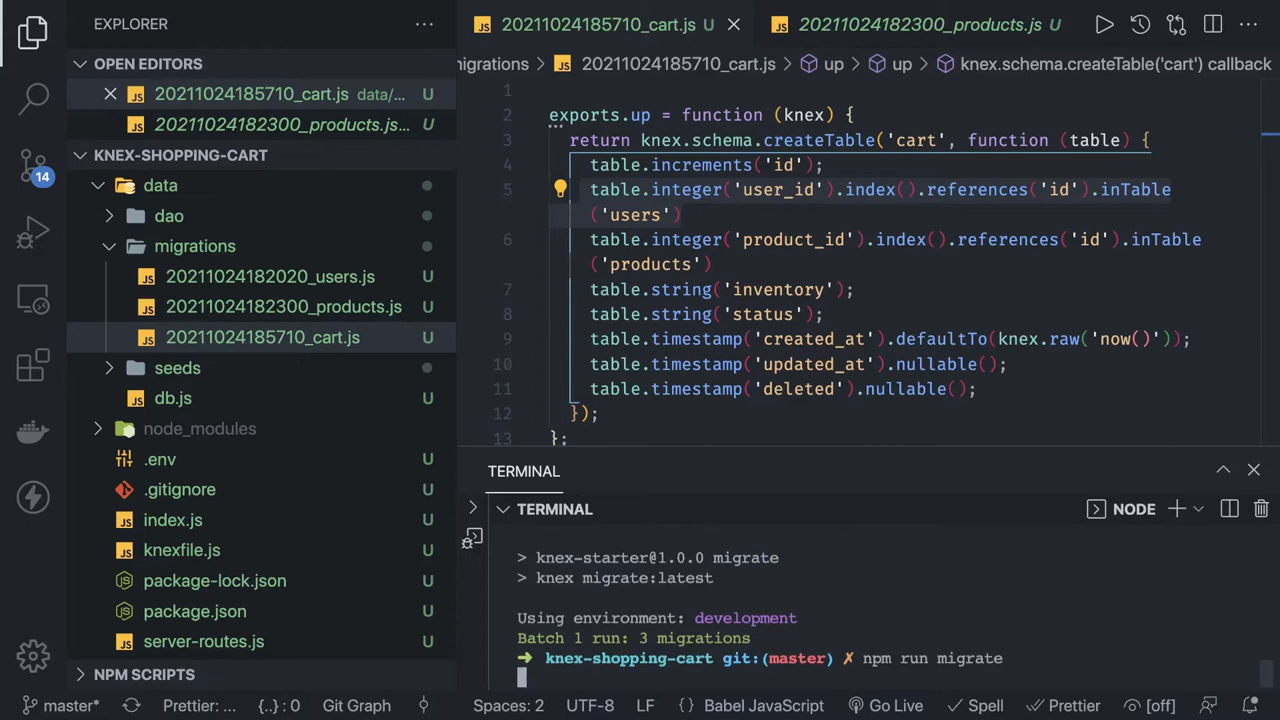 EXPLORER
OPEN EDITORS
20211024185710_cart.js data/... U
20211024182300_products.js... U
KNEX-SHOPPING-CART
data
dao
migrations
20211024182020_users.js U
20211024182300_products.js U
20211024185710_cart.js U
seeds
db.js U
node_modules
.env U
.gitignore U
index.js U
knexfile.js U
package-lock.json U
package.json U
server-routes.js U
NPM SCRIPTS
14
20211024185710_cart.js U
20211024182300_products.js U
migrations > 20211024185710_cart.js > up > up > knex.schema.createTable('cart') callback
1
2 exports.up = function (knex) {
3 return knex.schema.createTable('cart', function (table) {
4 table.increments('id');
5 table.integer('user_id').index().references('id').inTable
('users')
6 table.integer('product_id').index().references('id').inTable
('products')
7 table.string('inventory');
8 table.string('status');
9 table.timestamp('created_at').defaultTo(knex.raw('now()'));
10 table.timestamp('updated_at').nullable();
11 table.timestamp('deleted').nullable();
12 });
13 };
TERMINAL
TERMINAL
NODE
> knex-starter@1.0.0 migrate
> knex migrate:latest
Using environment: development
Batch 1 run: 3 migrations
➜ knex-shopping-cart git:(master) ✗ npm run migrate
master* Prettier: ... {..} : 0 Git Graph Spaces: 2 UTF-8 LF {} Babel JavaScript Go Live Spell Prettier [off]